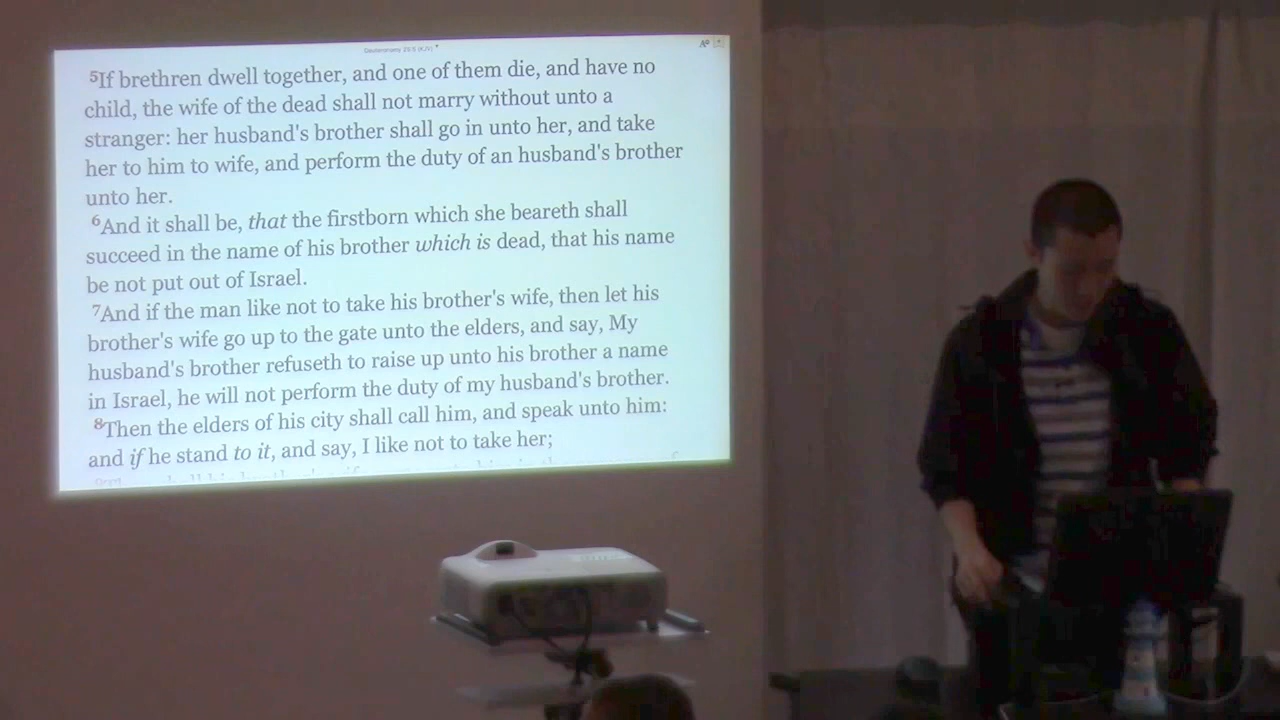 Deuteronomy 25:5 (KJV)
5If brethren dwell together, and one of them die, and have no
child, the wife of the dead shall not marry without unto a
stranger: her husband's brother shall go in unto her, and take
her to him to wife, and perform the duty of an husband's brother
unto her.
6And it shall be, that the firstborn which she beareth shall
succeed in the name of his brother which is dead, that his name
be not put out of Israel.
7And if the man like not to take his brother's wife, then let his
brother's wife go up to the gate unto the elders, and say, My
husband's brother refuseth to raise up unto his brother a name
in Israel, he will not perform the duty of my husband's brother.
8Then the elders of his city shall call him, and speak unto him:
and if he stand to it, and say, I like not to take her;